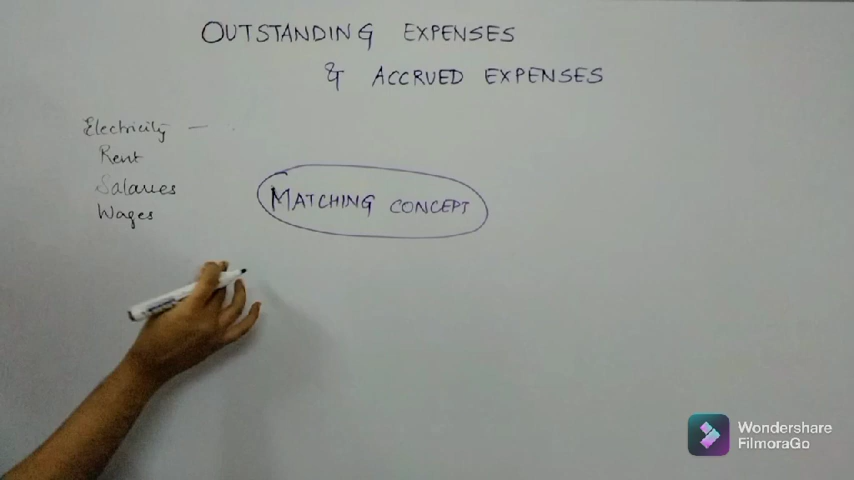 OUTSTANDING EXPENSES
& ACCRUED EXPENSES
Electricity —
Rent
Salaries
Wages
MATCHING CONCEPT
Wondershare
FilmoraGo